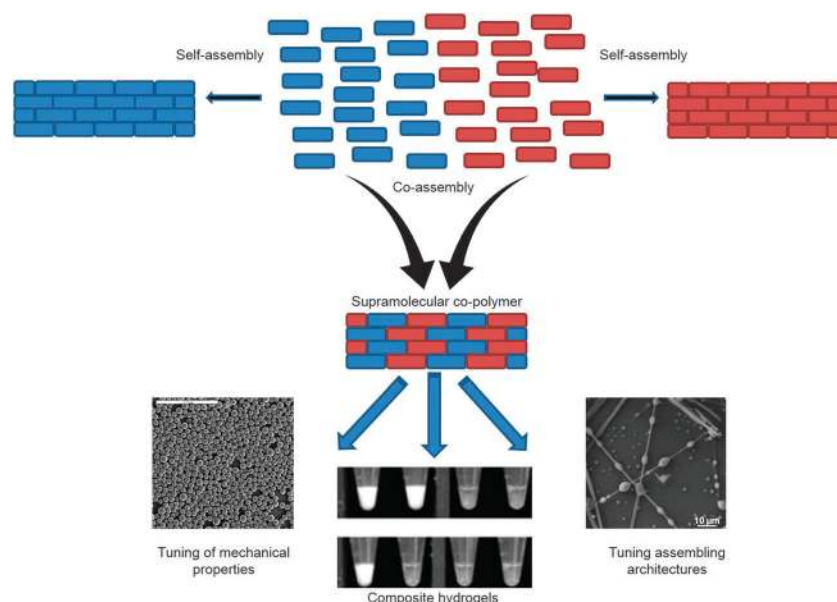 Self-assembly
Self-assembly
Co-assembly
Supramolecular co-polymer
10 µm
Tuning of mechanical
properties
Composite hydrogels
Tuning assembling
architectures